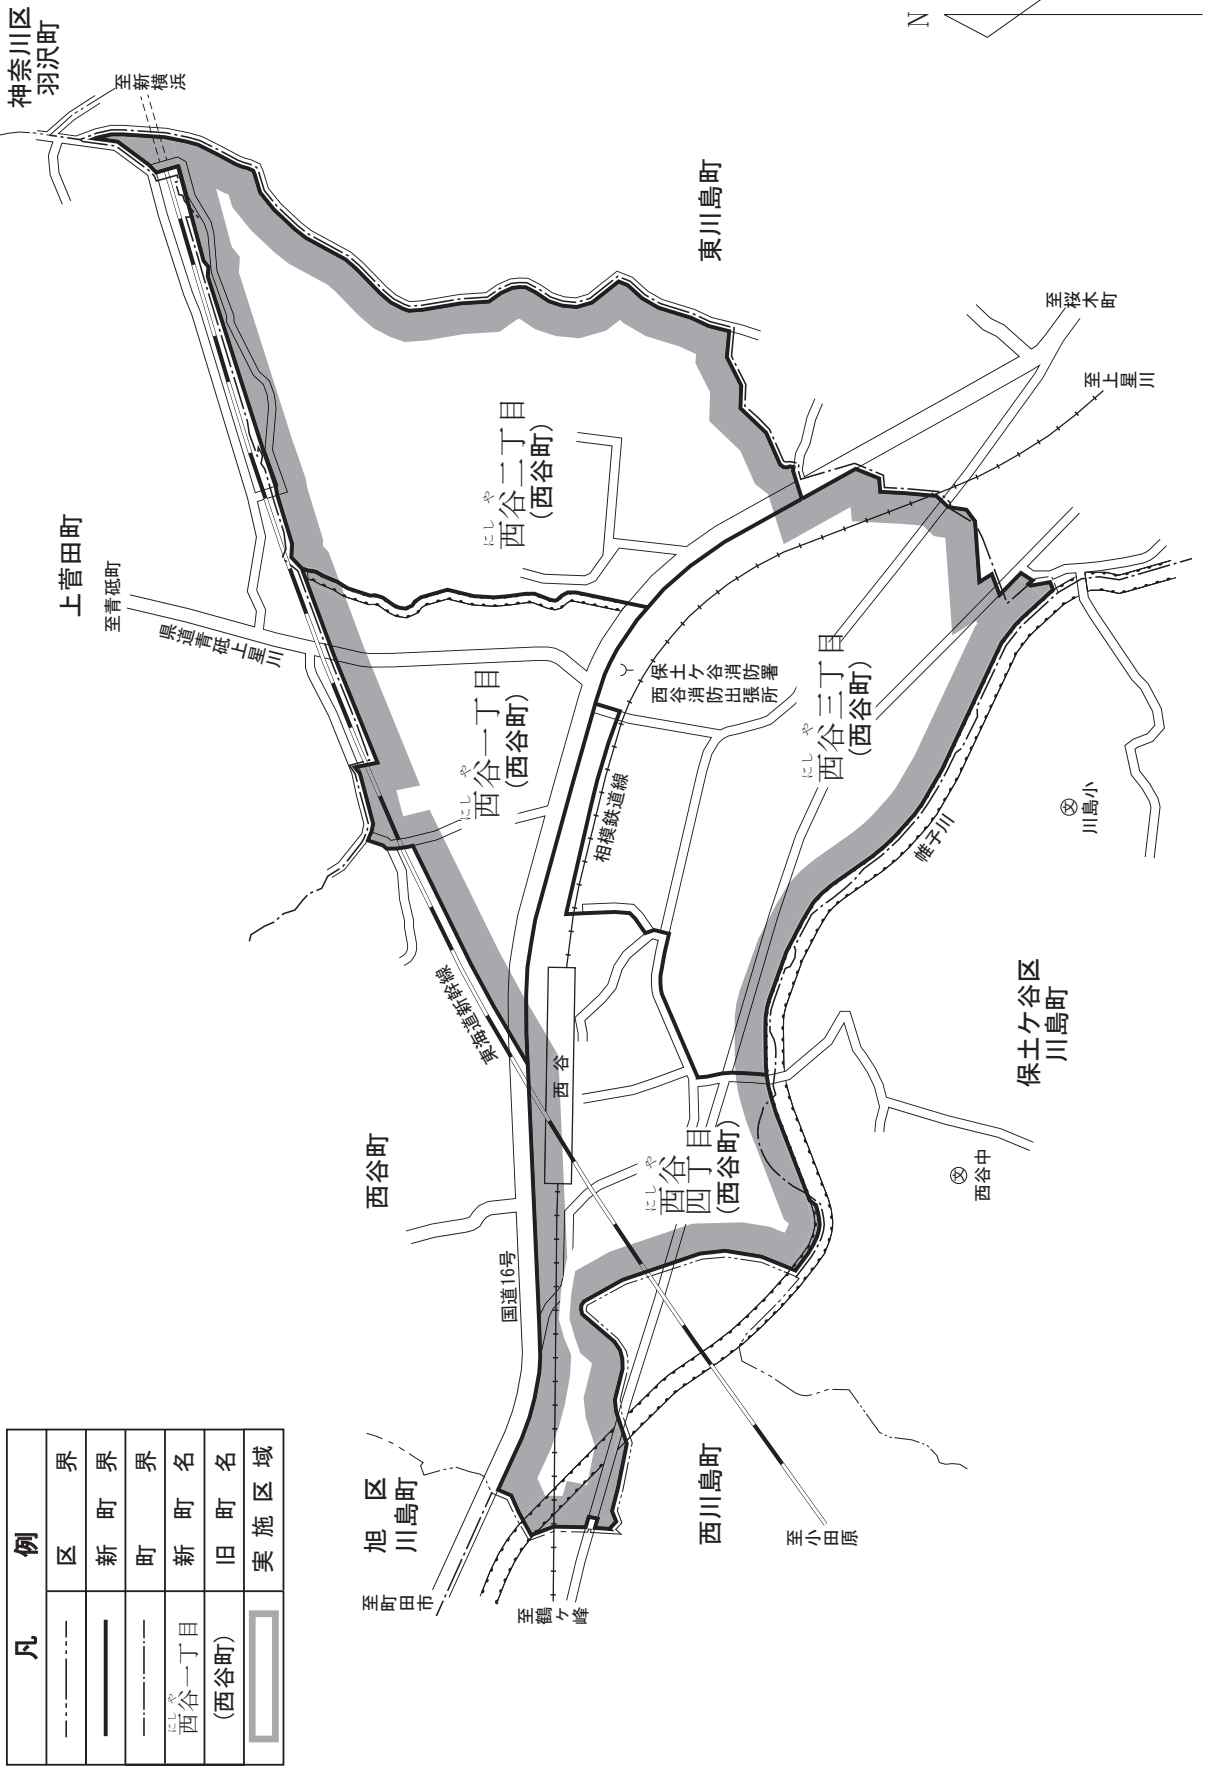 神奈川区
羽沢町
至新
横浜
N
東川島町
至桜木町
至上星川
上菅田町
至青砥町
県道青砥上星川
にしや
西谷二丁目
(西谷町)
にしや
西谷一丁目
(西谷町)
にしや
西谷三丁目
(西谷町)
保土ケ谷消防署
西谷消防出張所
相模鉄道線
文
川島小
帷子川
東海道新幹線
西谷
保土ケ谷区
川島町
西谷町
にしや
西谷
四丁目
(西谷町)
文
西谷中
国道16号
旭区
川島町
西川島町
至小田原
至町田市
至鶴ケ峰
凡例
区界
新町界
町界
にしや
西谷一丁目
新町名
(西谷町)
旧町名
実施区域